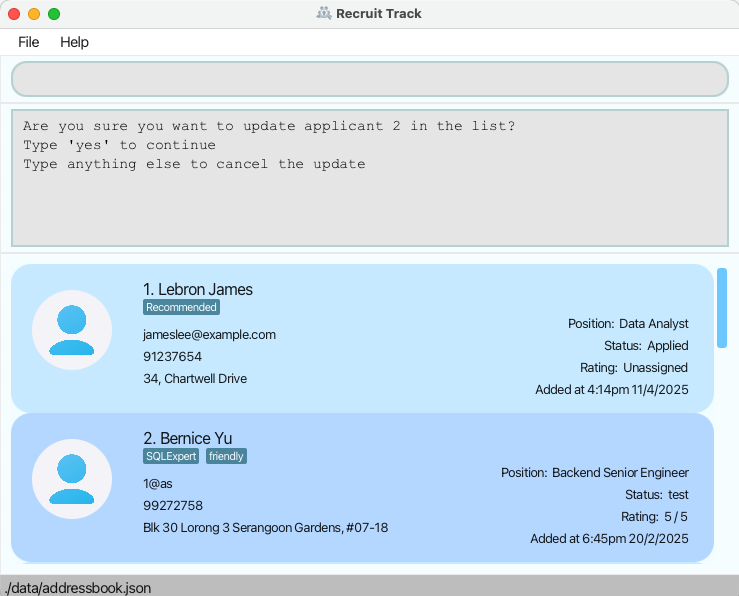 Recruit Track
File Help
Are you sure you want to update applicant 2 in the list?
Type 'yes' to continue
Type anything else to cancel the update
1. Lebron James
Recommended
jameslee@example.com
91237654
34, Chartwell Drive
Position: Data Analyst
Status: Applied
Rating: Unassigned
Added at 4:14pm 11/4/2025
2. Bernice Yu
SQLExpert friendly
1@as
99272758
Blk 30 Lorong 3 Serangoon Gardens, #07-18
Position: Backend Senior Engineer
Status: test
Rating: 5 / 5
Added at 6:45pm 20/2/2025
./data/addressbook.json